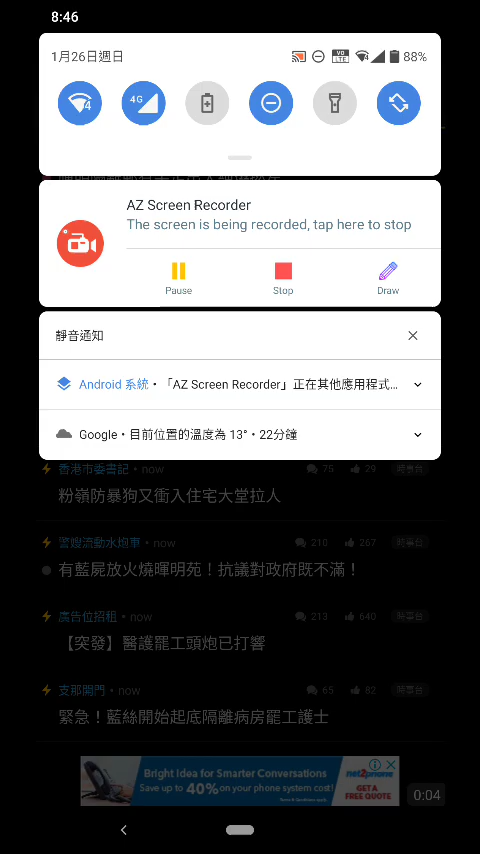 8:46
1月26日週日
VO LTE
4
88%
4
4G
AZ Screen Recorder
The screen is being recorded, tap here to stop
Pause
Stop
Draw
靜音通知
Android 系統・「AZ Screen Recorder」正在其他應用程式…
Google・目前位置的溫度為 13°・22分鐘
香港市委書記・now
75
29
時事台
粉嶺防暴狗又衝入住宅大堂拉人
警嫂流動水炮車・now
210
267
時事台
有藍屍放火燒暉明苑！抗議對政府既不滿！
廣告位招租・now
213
640
時事台
【突發】醫護罷工頭炮已打響
支那開門・now
65
82
時事台
緊急！藍絲開始起底隔離病房罷工護士
Bright Idea for Smarter Conversations
Save up to 40% on your phone system cost!
Terms & Conditions apply
net2phone
GET A FREE QUOTE
0:04